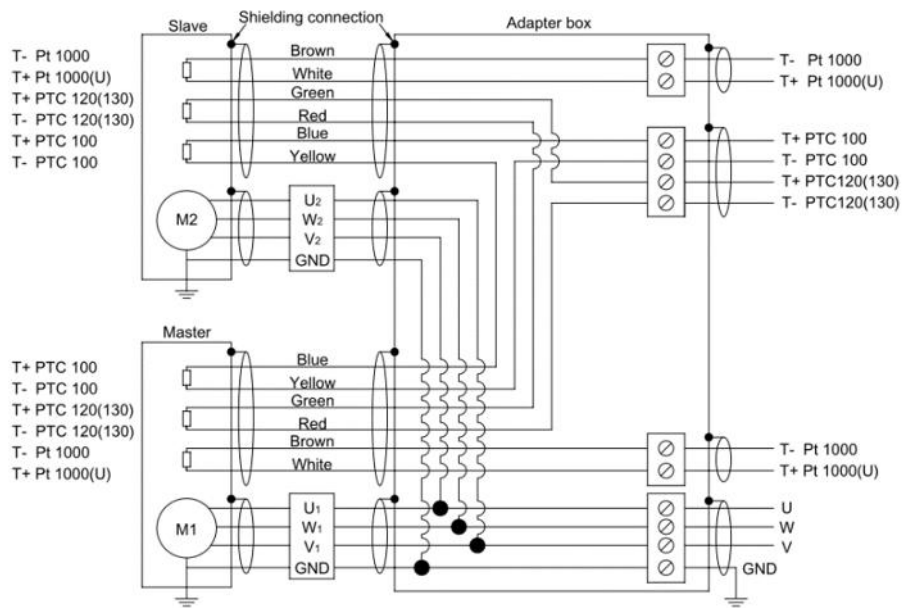 Shielding connection
Slave
Adapter box
T- Pt 1000
T+ Pt 1000(U)
T+ PTC 120(130)
T- PTC 120(130)
T+ PTC 100
T- PTC 100
Brown
White
Green
Red
Blue
Yellow
T- Pt 1000
T+ Pt 1000(U)
T+ PTC 100
T- PTC 100
T+ PTC120(130)
T- PTC120(130)
M2
U2
W2
V2
GND
Master
T+ PTC 100
T- PTC 100
T+ PTC 120(130)
T- PTC 120(130)
T- Pt 1000
T+ Pt 1000(U)
Blue
Yellow
Green
Red
Brown
White
T- Pt 1000
T+ Pt 1000(U)
M1
U1
W1
V1
GND
U
W
V
GND